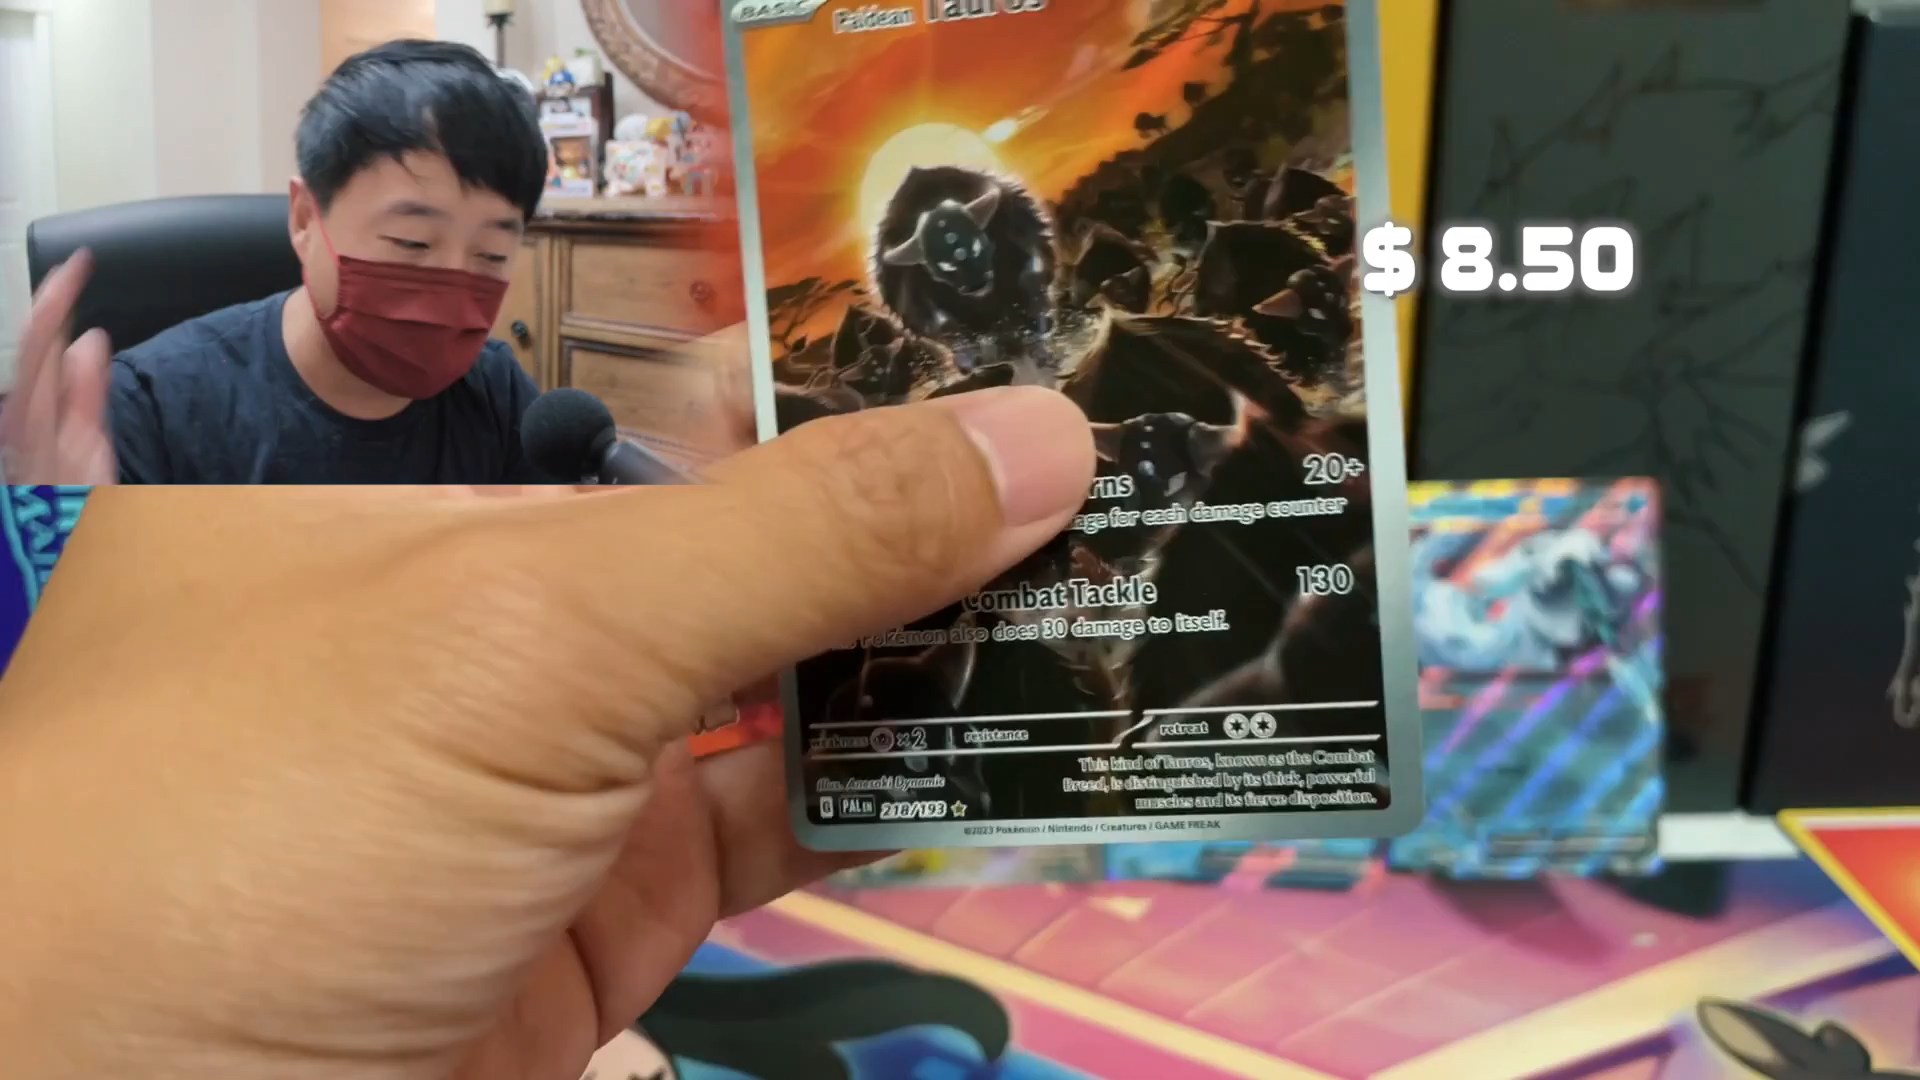 BASIC
Paldean Tauros
$ 8.50
rns 20+
age for each damage counter
Combat Tackle 130
Pokémon also does 30 damage to itself.
weakness x2 resistance retreat
This kind of Tauros, known as the Combat
Breed, is distinguished by its thick, powerful
muscles and its fierce disposition.
Illus. Anesaki Dynamic
G PAL EN 218/193
©2023 Pokémon / Nintendo / Creatures / GAME FREAK